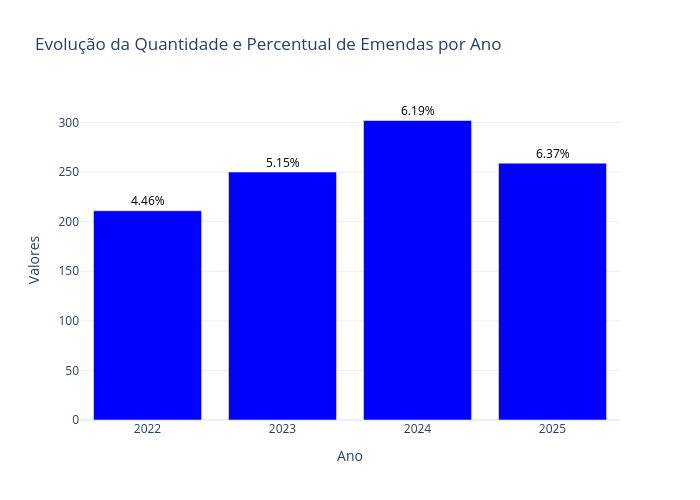 Evolução da Quantidade e Percentual de Emendas por Ano
6.19%
300
6.37%
5.15%
250
4.46%
200
Valores
150
100
50
0
2022 2023 2024 2025
Ano